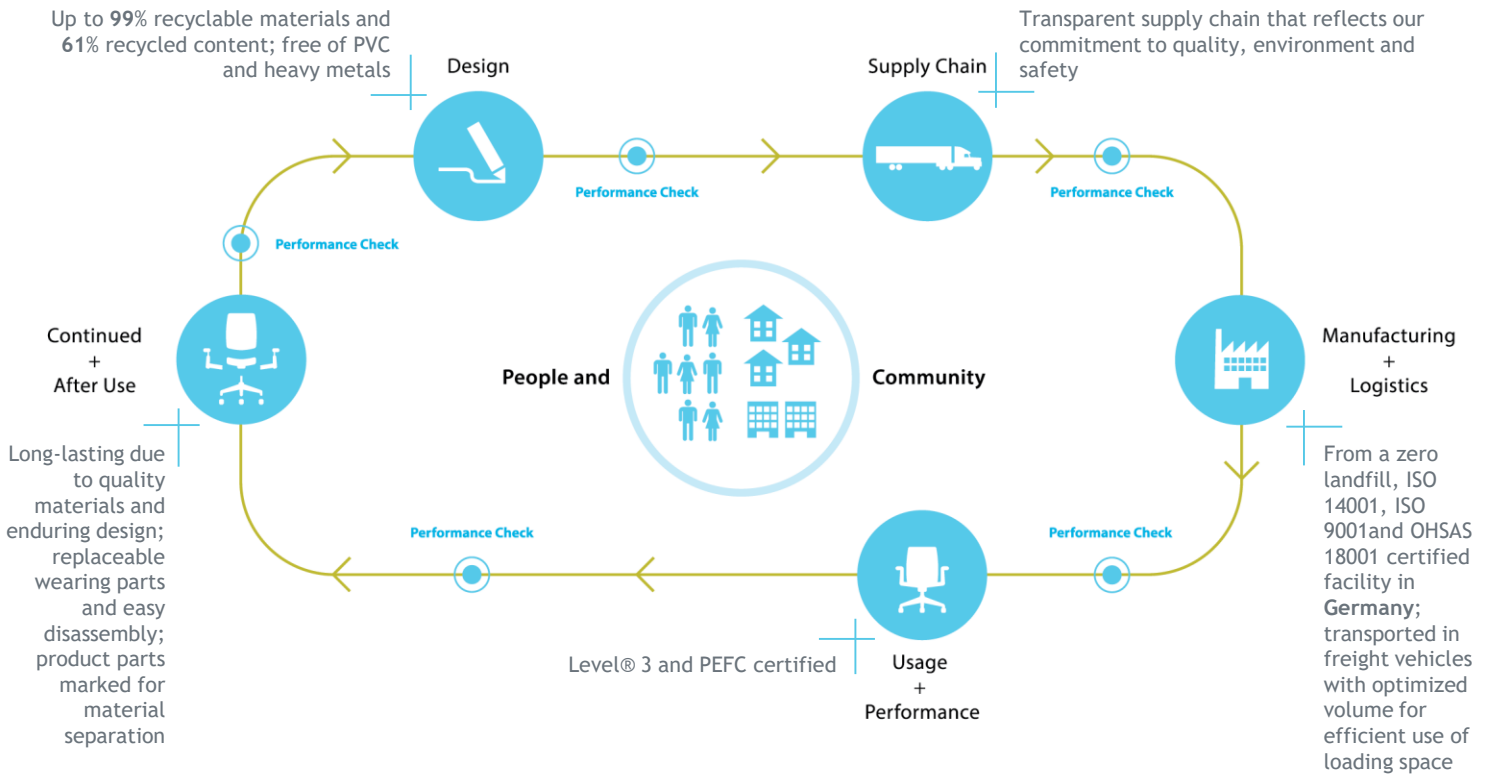 Up to 99% recyclable materials and
61% recycled content; free of PVC
and heavy metals
Design
Supply Chain
Transparent supply chain that reflects our
commitment to quality, environment and
safety
Performance Check
Performance Check
Performance Check
Continued
+
After Use
People and
Community
Manufacturing
+
Logistics
Long-lasting due
to quality
materials and
enduring design;
replaceable
wearing parts
and easy
disassembly;
product parts
marked for
material
separation
From a zero
landfill, ISO
14001, ISO
9001and OHSAS
18001 certified
facility in
Germany;
transported in
freight vehicles
with optimized
volume for
efficient use of
loading space
Performance Check
Performance Check
Level® 3 and PEFC certified
Usage
+
Performance